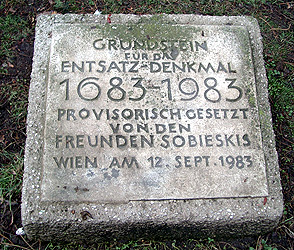 GRUNDSTEIN
FÜR DAS
ENTSATZ-DENKMAL
1683-1983
PROVISORISCH GESETZT
VON DEN
FREUNDEN SOBIESKIS
WIEN AM 12. SEPT. 1983